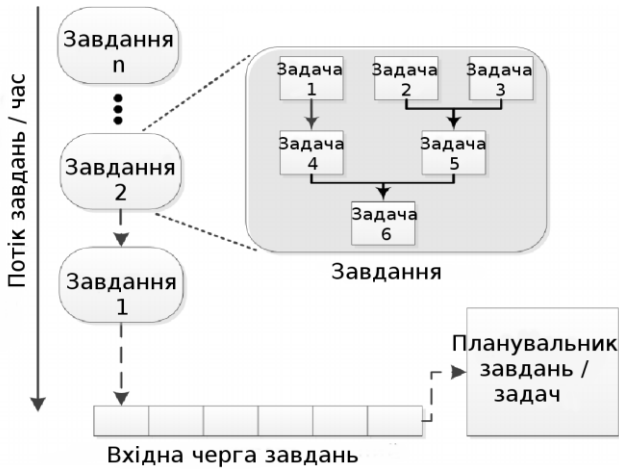 Потік завдань / час
Завдання
n
Завдання
2
Завдання
1
Задача
1
Задача
2
Задача
3
Задача
4
Задача
5
Задача
6
Завдання
Планувальник
завдань /
задач
Вхідна черга завдань